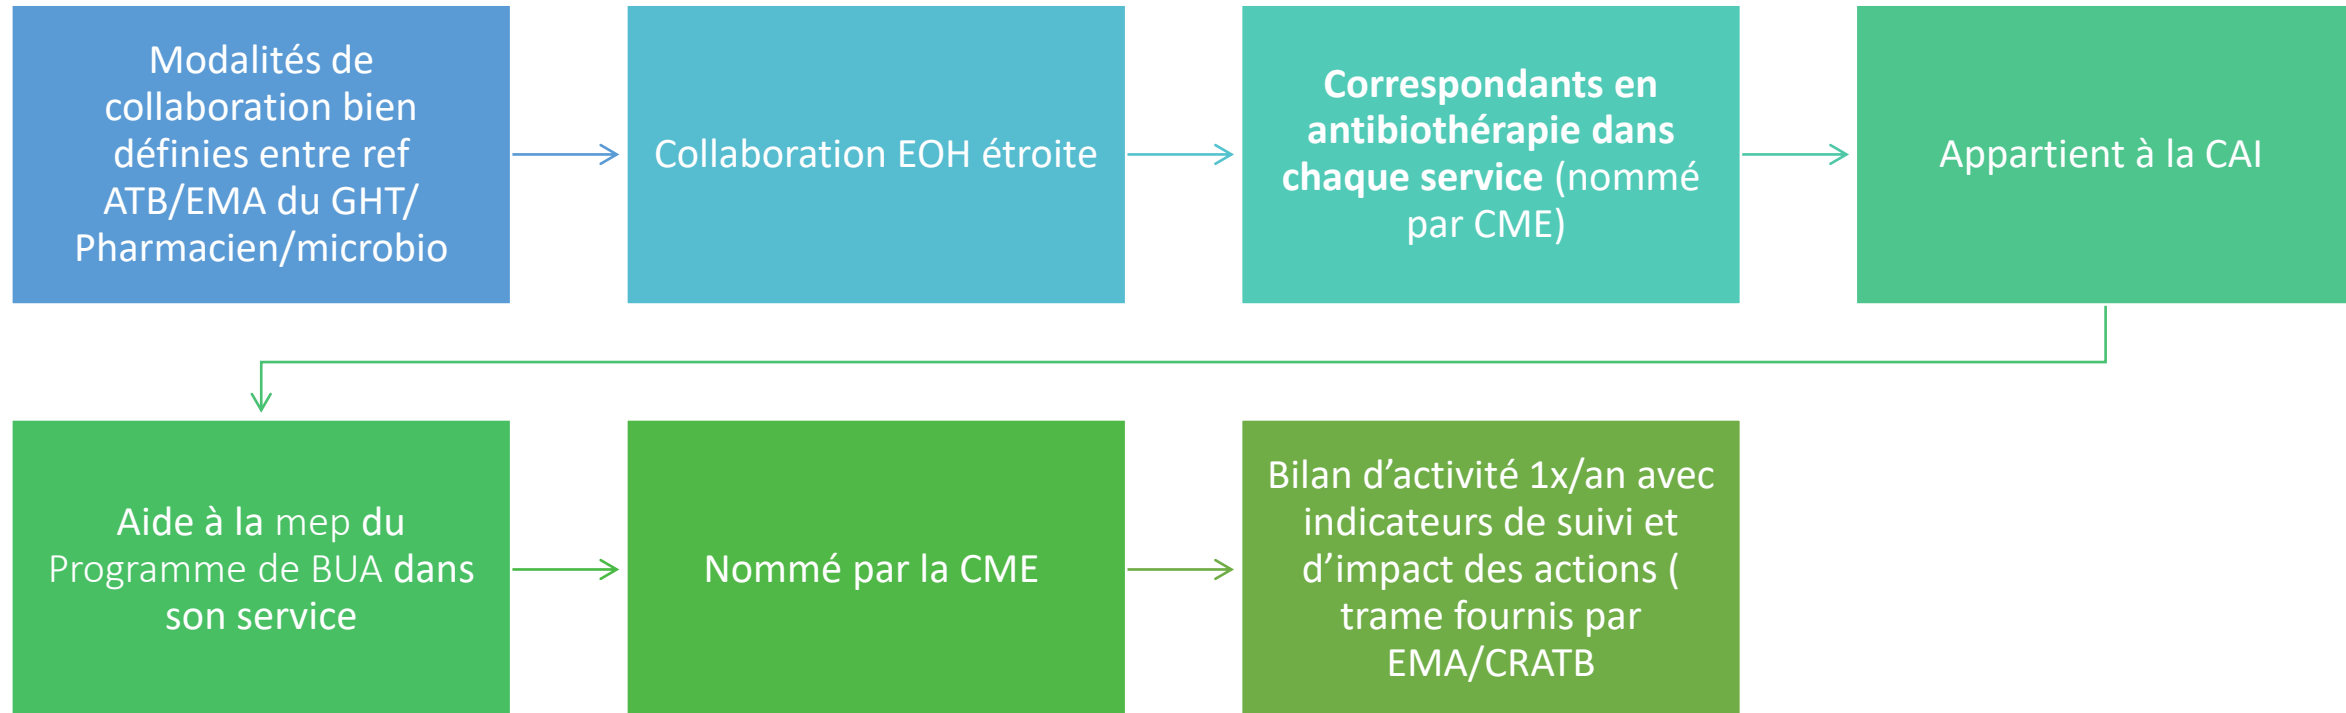 Modalités de
collaboration bien
définies entre ref
ATB/EMA du GHT/
Pharmacien/microbio
Collaboration EOH étroite
Correspondants en
antibiothérapie dans
chaque service (nommé
par CME)
Appartient à la CAI
Aide à la mep du
Programme de BUA dans
son service
Nommé par la CME
Bilan d’activité 1x/an avec
indicateurs de suivi et
d’impact des actions (
trame fournis par
EMA/CRATB